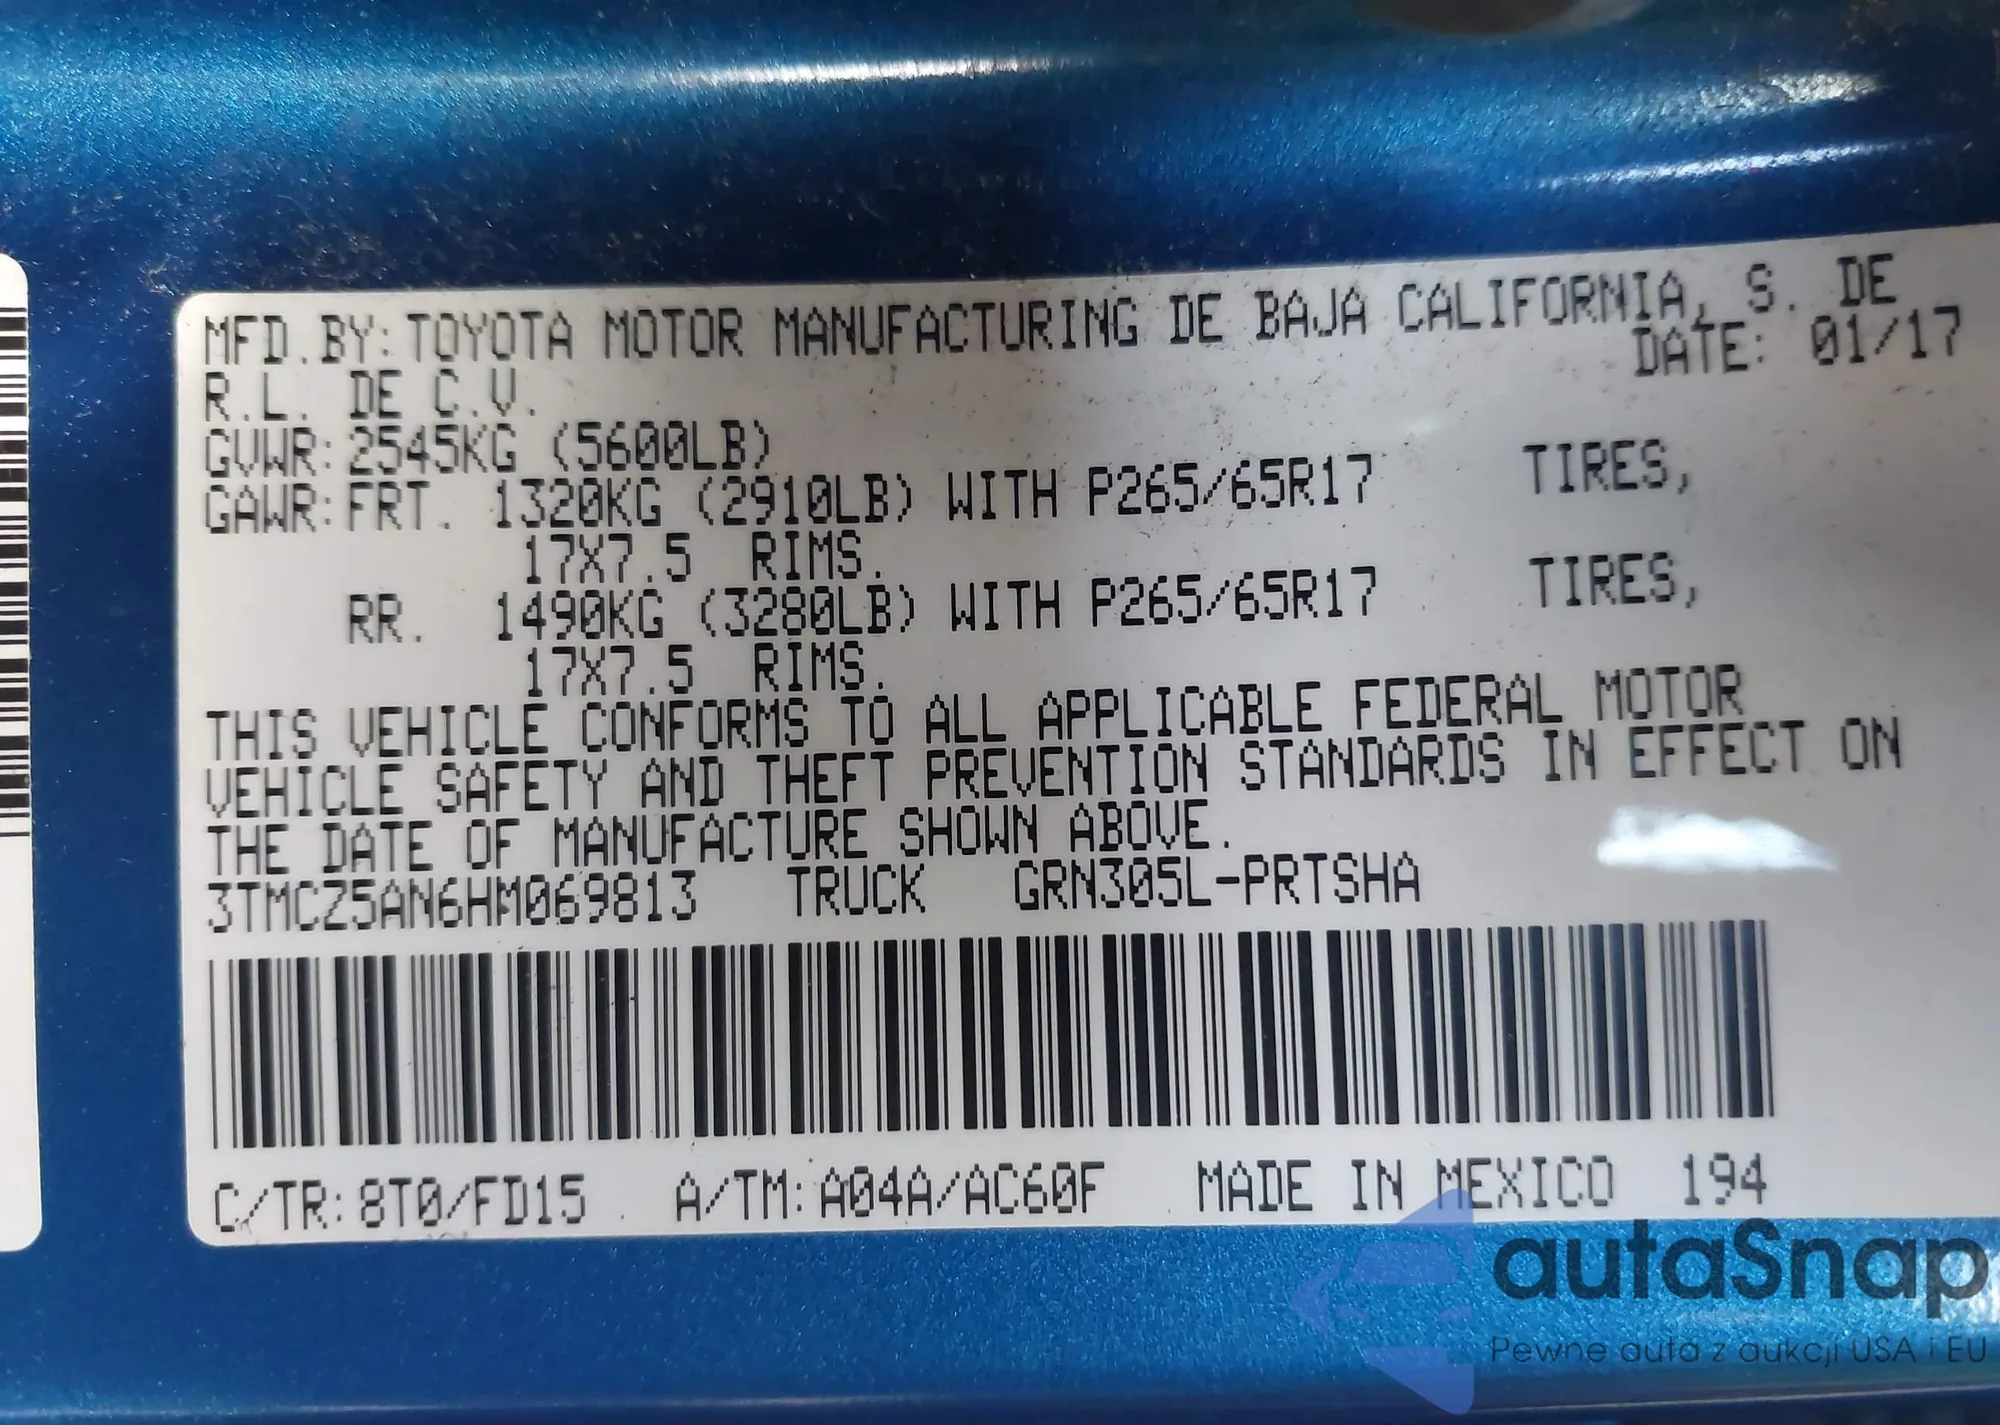 MFD.BY:TOYOTA MOTOR MANUFACTURING DE BAJA CALIFORNIA, S. DE
R.L. DE C.V. DATE: 01/17
GVWR:2545KG (5600LB)
GAWR:FRT. 1320KG (2910LB) WITH P265/65R17 TIRES,
17X7.5 RIMS.
RR. 1490KG (3280LB) WITH P265/65R17 TIRES,
17X7.5 RIMS.
THIS VEHICLE CONFORMS TO ALL APPLICABLE FEDERAL MOTOR
VEHICLE SAFETY AND THEFT PREVENTION STANDARDS IN EFFECT ON
THE DATE OF MANUFACTURE SHOWN ABOVE.
3TMCZ5AN6HM069813 TRUCK GRN305L-PRTSHA
C/TR:8T0/FD15 A/TM:A04A/AC60F MADE IN MEXICO 194
autaSnap
Pewne auta z aukcji USA i EU